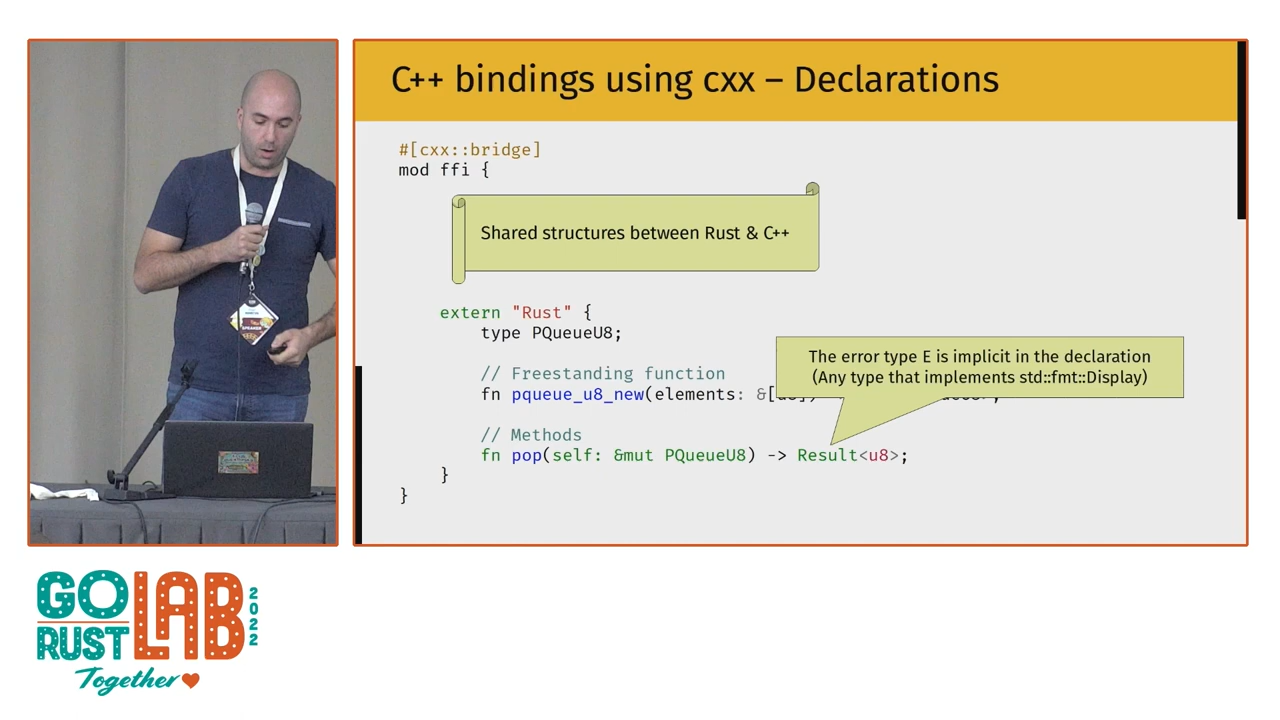 C++ bindings using cxx – Declarations
#[cxx::bridge]
mod ffi {
Shared structures between Rust & C++
extern "Rust" {
type PQueueU8;
The error type E is implicit in the declaration
(Any type that implements std::fmt::Display)
// Freestanding function
fn pqueue_u8_new(elements: &[
// Methods
fn pop(self: &mut PQueueU8) -> Result<u8>;
}
}
SPEAKER
GO LAB 2022
RUST
Together